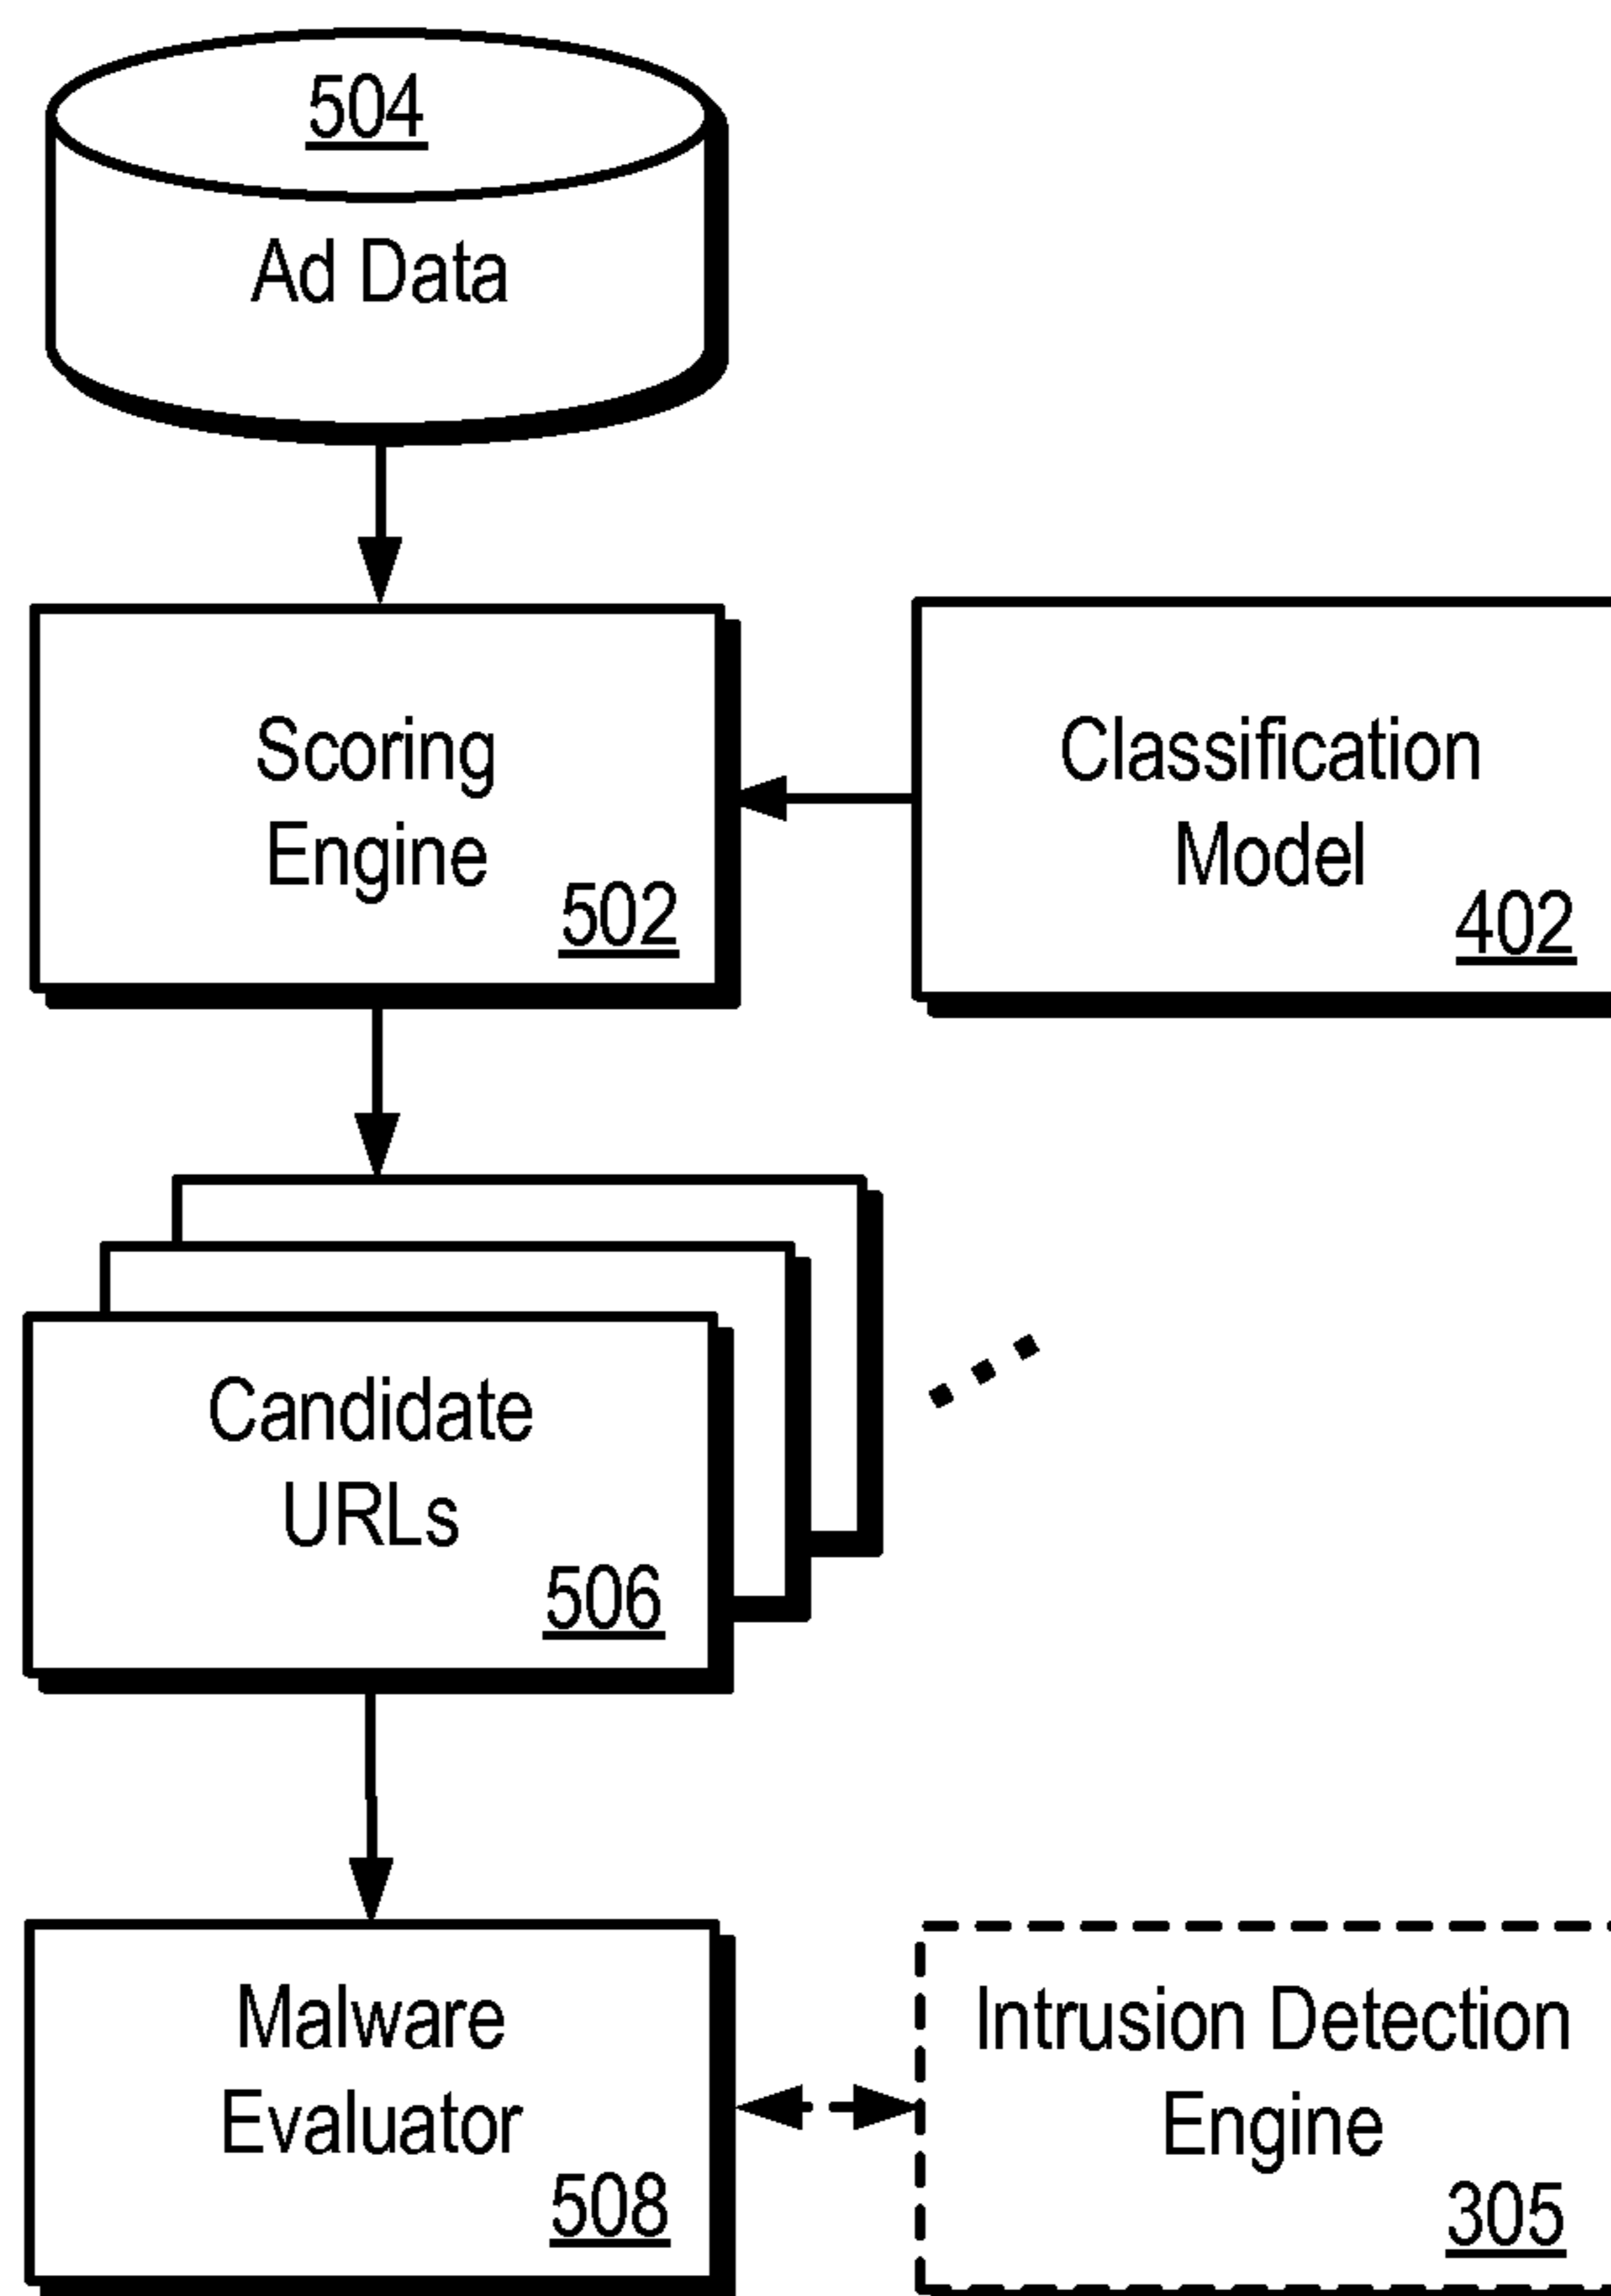 504
Ad Data
Scoring
Engine
502
Classification
Model
402
Candidate
URLs
506
Malware
Evaluator
508
Intrusion Detection
Engine
305